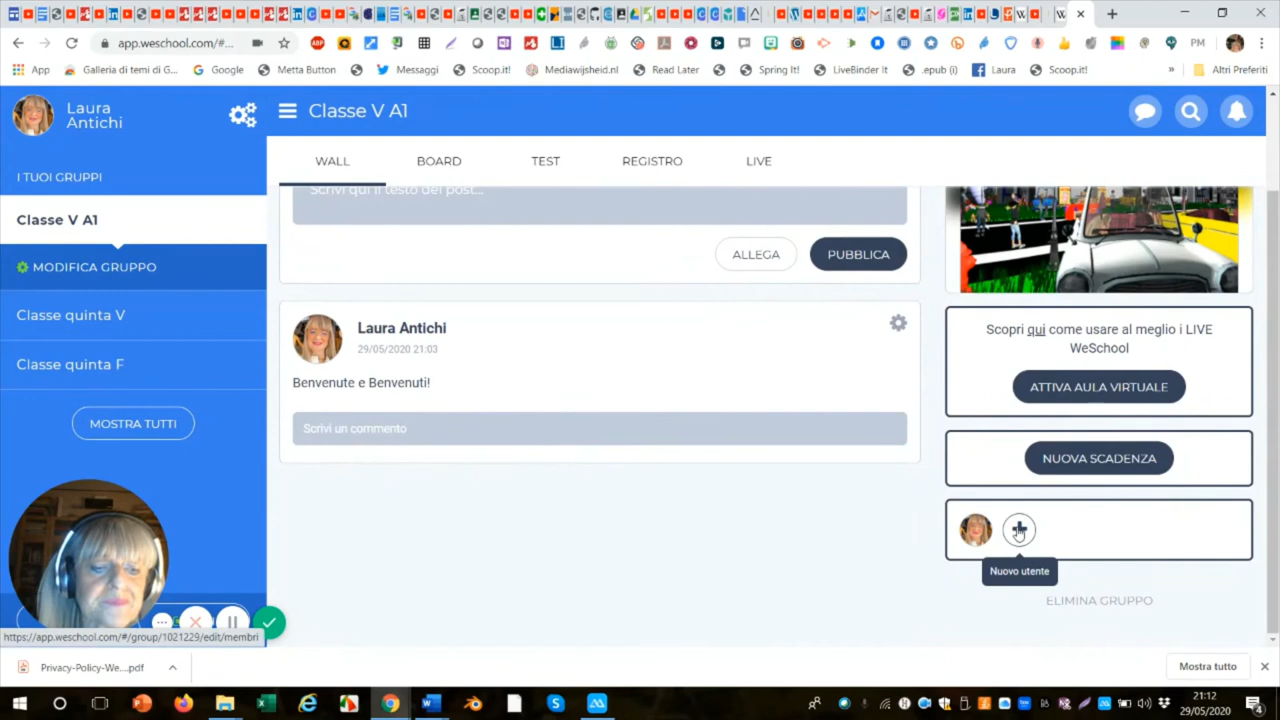 app.weschool.com/#...
PM
App
Galleria di temi di G...
Google
Metta Button
Messaggi
Scoop.it!
Mediawijsheid.nl
Read Later
Spring It!
LiveBinder It
.epub (i)
Laura
Scoop.it!
»
Altri Preferiti
Laura
Antichi
Classe V A1
WALL
BOARD
TEST
REGISTRO
LIVE
I TUOI GRUPPI
Classe V A1
MODIFICA GRUPPO
Classe quinta V
Classe quinta F
MOSTRA TUTTI
Scrivi qui il testo del post...
ALLEGA
PUBBLICA
Laura Antichi
29/05/2020 21:03
Benvenute e Benvenuti!
Scrivi un commento
Scopri qui come usare al meglio i LIVE
WeSchool
ATTIVA AULA VIRTUALE
NUOVA SCADENZA
Nuovo utente
ELIMINA GRUPPO
https://app.weschool.com/#/group/1021229/edit/membri
Privacy-Policy-We....pdf
Mostra tutto
21:12
29/05/2020
4